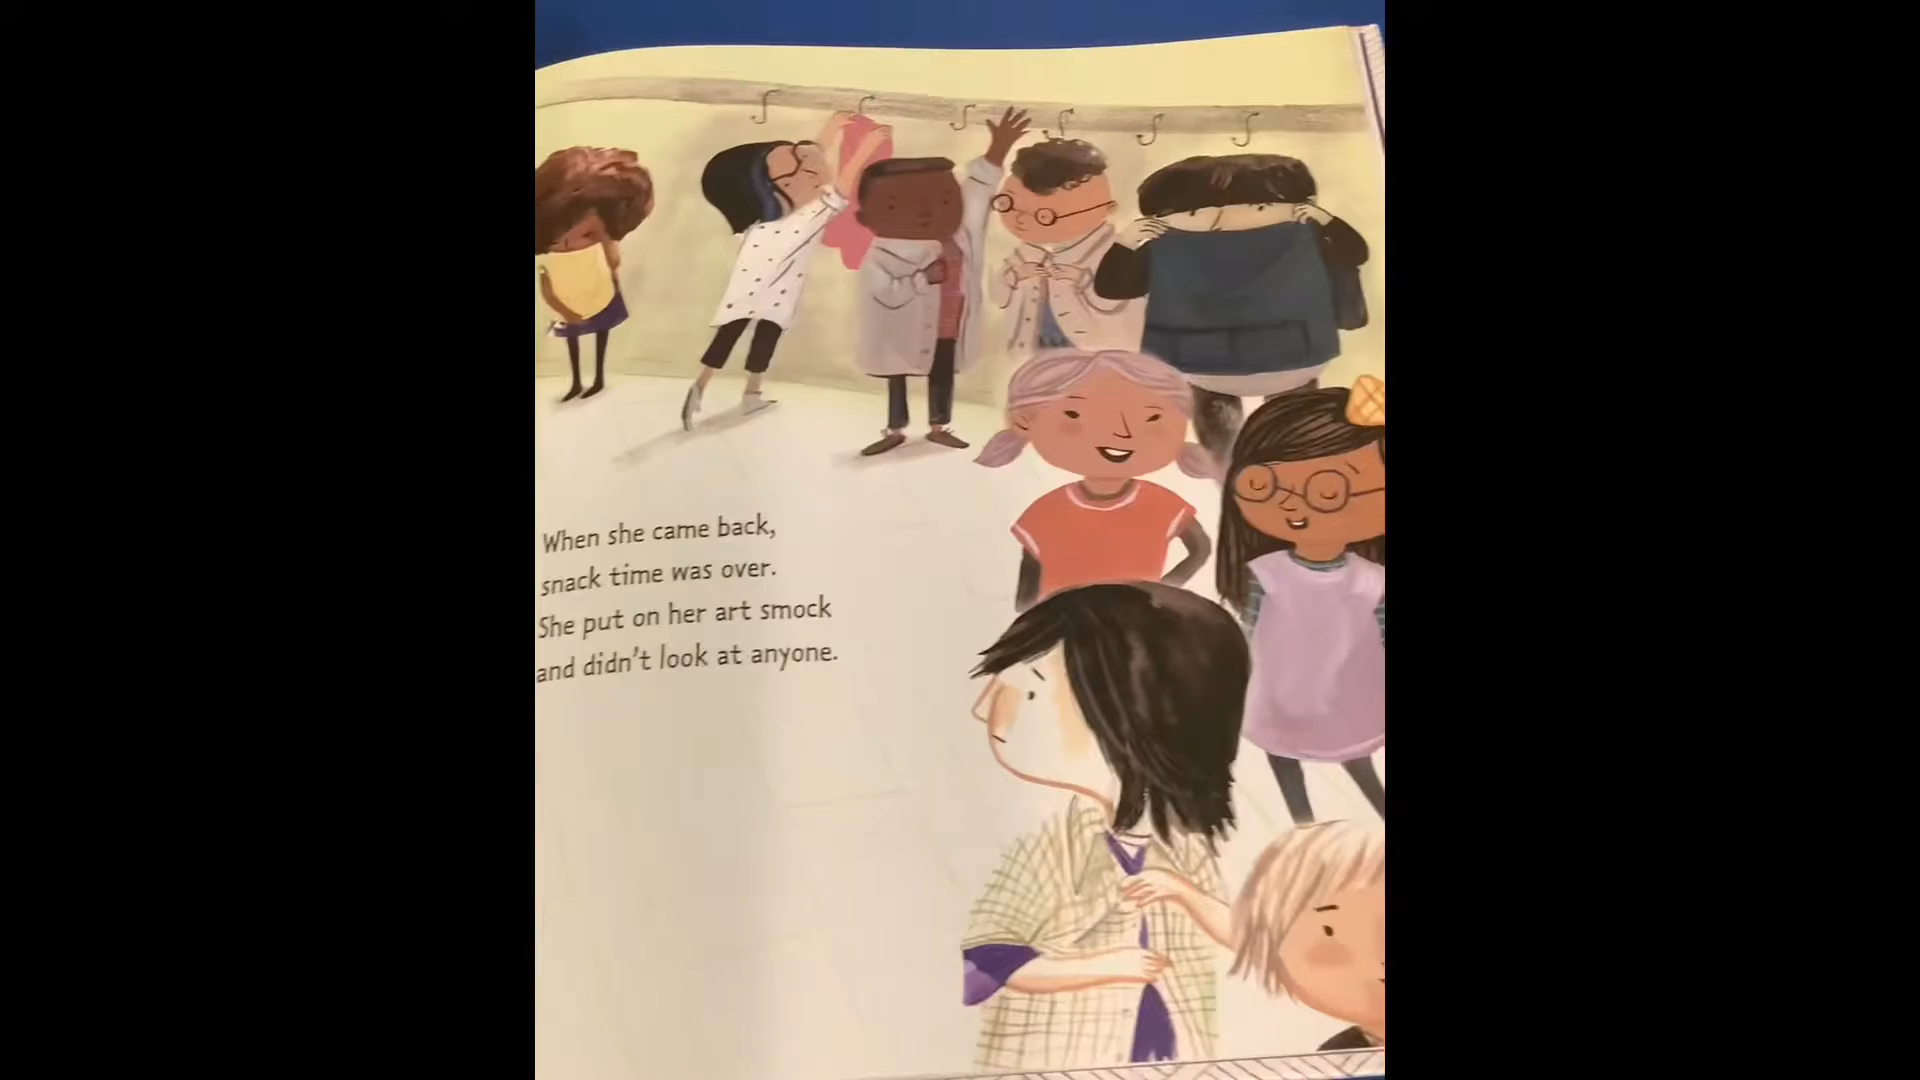 When she came back,
snack time was over.
She put on her art smock
and didn't look at anyone.